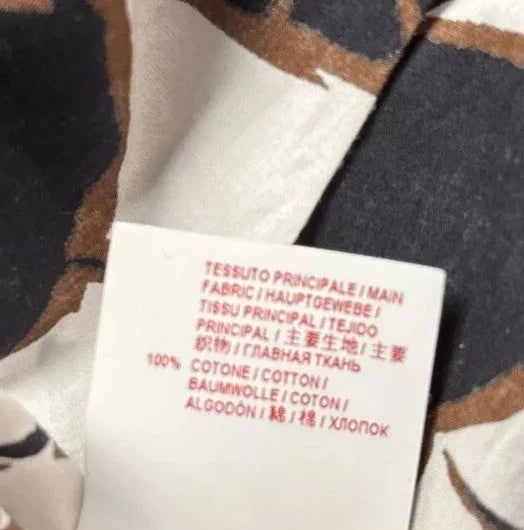 TESSUTO PRINCIPALE / MAIN
FABRIC / HAUPTGEWEBE /
TISSU PRINCIPAL / TEJIDO
PRINCIPAL / 主要生地 / 主要
织物 / ГЛАВНАЯ ТКАНЬ
100% COTONE / COTTON /
BAUMWOLLE / COTON /
ALGODÓN / 綿 / 棉 / ХЛОПОК